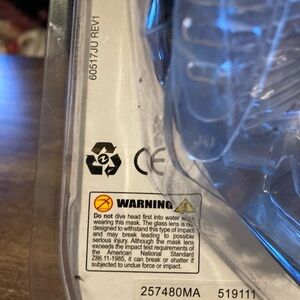 60517JU REV1
CE
WARNING
Do not dive head first into water
wearing this mask. The glass lens is
designed to withstand this type of impact
and may break leading to possible
serious injury. Although the mask lens
exceeds the impact test requirements of
the American National Standard
Z86.11-1985, it can break or shatter if
subjected to undue force or impact.
257480MA 519111